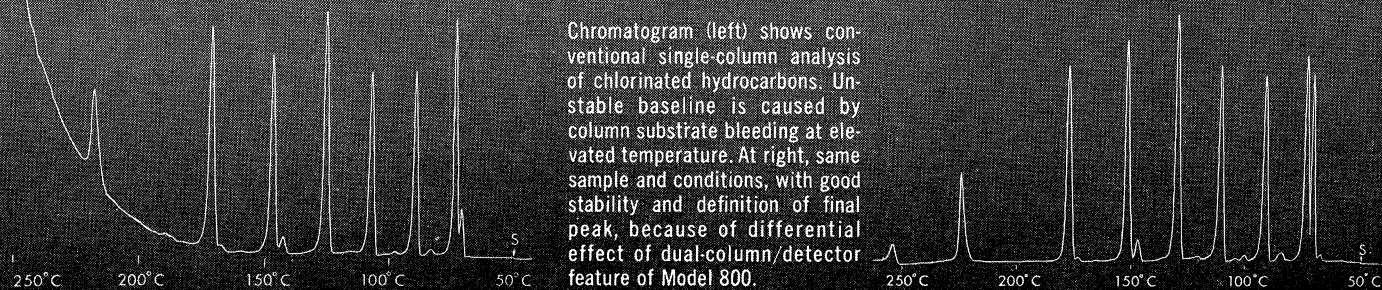 Chromatogram (left) shows con-
ventional single-column analysis
of chlorinated hydrocarbons. Un-
stable baseline is caused by
column substrate bleeding at ele-
vated temperature. At right, same
sample and conditions, with good
stability and definition of final
peak, because of differential
effect of dual-column/detector
feature of Model 800.
S
250°C 200°C 150°C 100°C 50°C
S
250°C 200°C 150°C 100°C 50°C